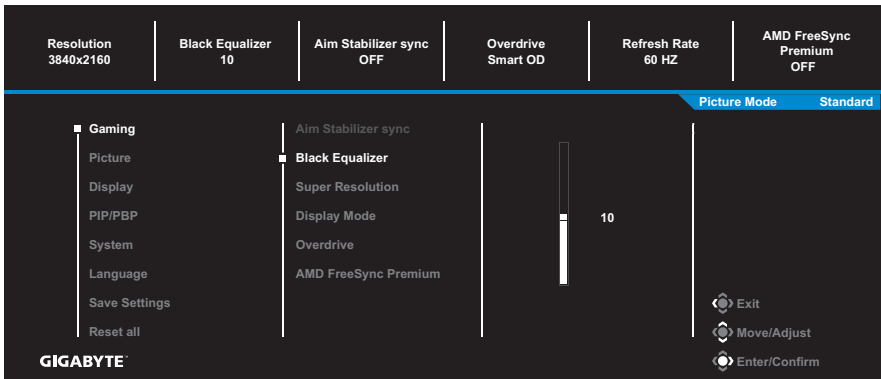 Resolution
3840x2160
Black Equalizer
10
Aim Stabilizer sync
OFF
Overdrive
Smart OD
Refresh Rate
60 HZ
AMD FreeSync
Premium
OFF
Picture Mode Standard
Gaming
Picture
Display
PIP/PBP
System
Language
Save Settings
Reset all
Aim Stabilizer sync
Black Equalizer
Super Resolution
Display Mode
Overdrive
AMD FreeSync Premium
10
Exit
Move/Adjust
Enter/Confirm
GIGABYTE™